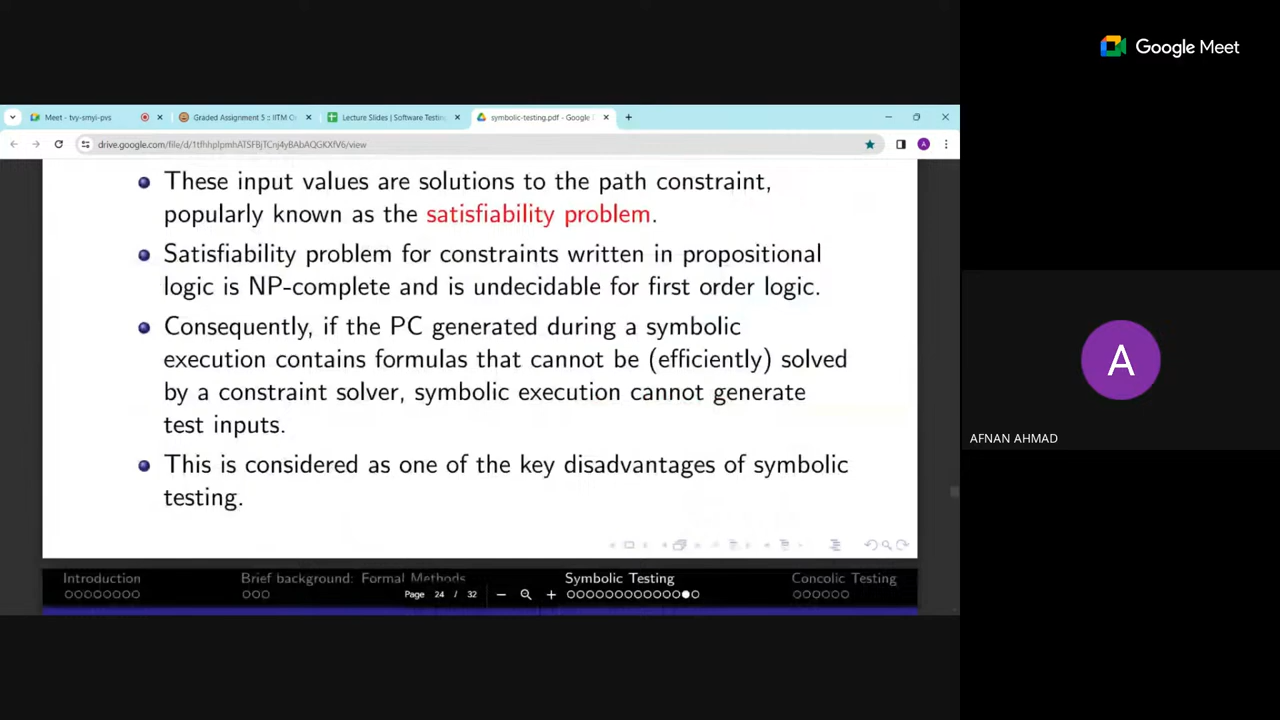 Google Meet
Meet - tvy-smyi-pvs
Graded Assignment 5 :: IITM C
Lecture Slides | Software Testin
symbolic-testing.pdf - Google
drive.google.com/file/d/1tfhhplpmhATSFBjTCnj4yBAbAQGKXfV6/view
A
These input values are solutions to the path constraint,
popularly known as the satisfiability problem.
Satisfiability problem for constraints written in propositional
logic is NP-complete and is undecidable for first order logic.
Consequently, if the PC generated during a symbolic
execution contains formulas that cannot be (efficiently) solved
by a constraint solver, symbolic execution cannot generate
test inputs.
This is considered as one of the key disadvantages of symbolic
testing.
A
AFNAN AHMAD
Introduction Brief background: Formal Methods Symbolic Testing Concolic Testing
Page 24 / 32